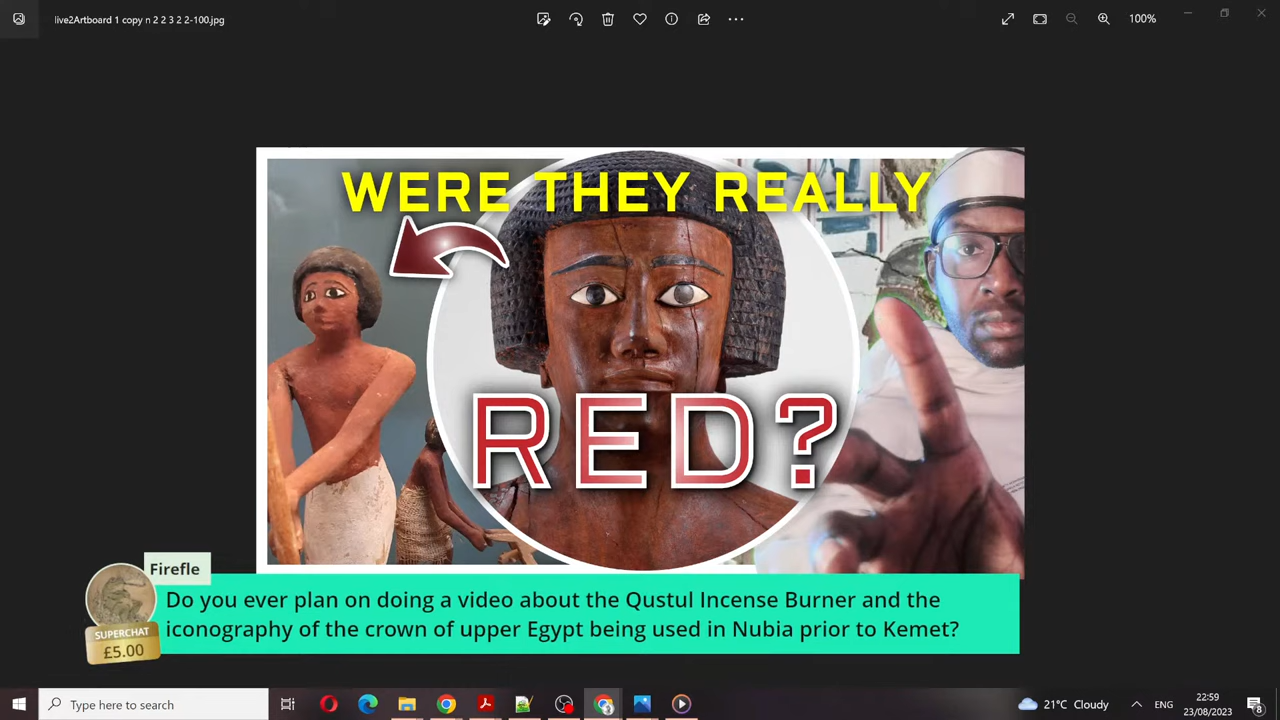 live2Artboard 1 copy n 2 2 3 2 2-100.jpg
100%
WERE THEY REALLY
RED?
Firefle
Do you ever plan on doing a video about the Qustul Incense Burner and the
iconography of the crown of upper Egypt being used in Nubia prior to Kemet?
SUPERCHAT
£5.00
Type here to search
21°C Cloudy
ENG
22:59
23/08/2023
8